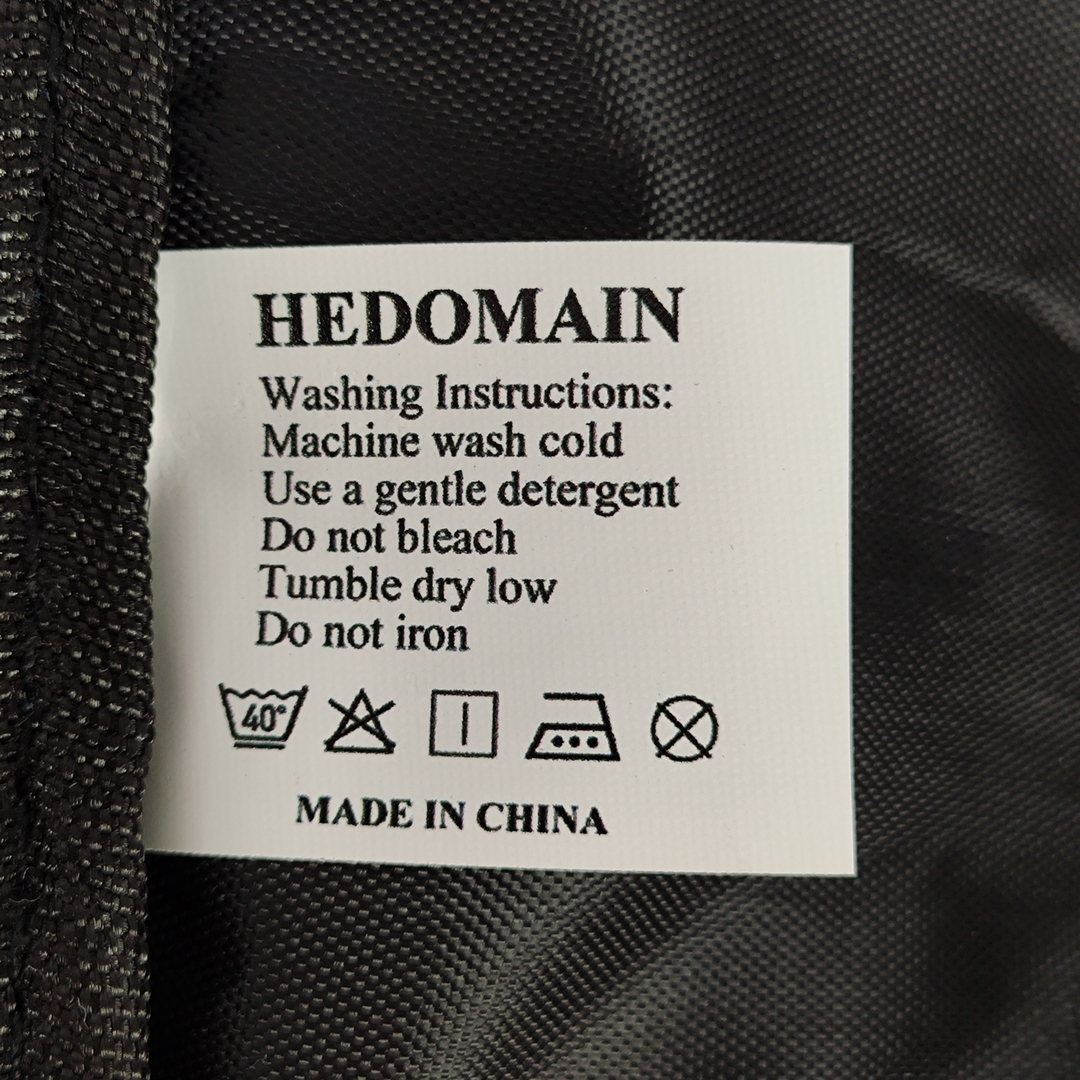 HEDOMAIN
Washing Instructions:
Machine wash cold
Use a gentle detergent
Do not bleach
Tumble dry low
Do not iron
40°
MADE IN CHINA